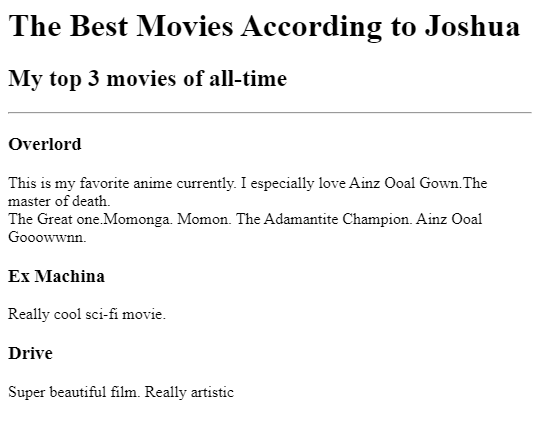 The Best Movies According to Joshua
My top 3 movies of all-time
Overlord
This is my favorite anime currently. I especially love Ainz Ooal Gown.The
master of death.
The Great one.Momonga. Momon. The Adamantite Champion. Ainz Ooal
Gooowwnn.
Ex Machina
Really cool sci-fi movie.
Drive
Super beautiful film. Really artistic